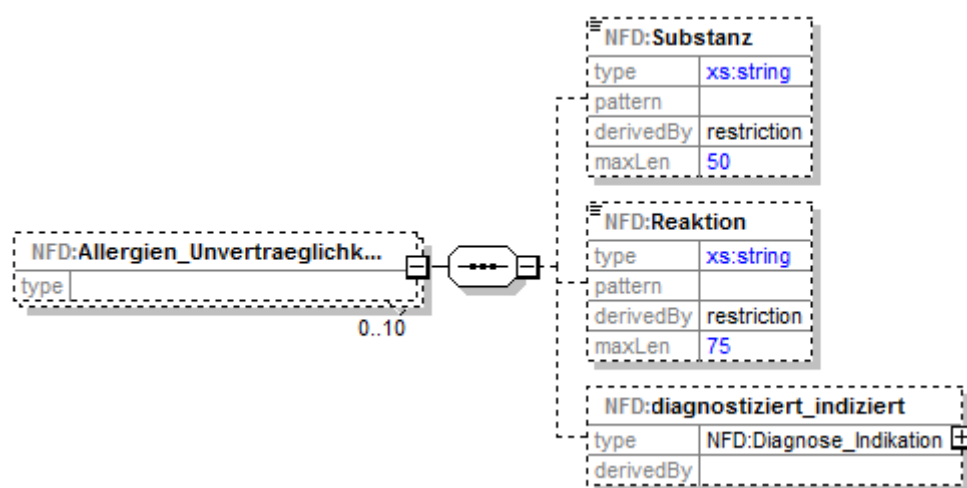 NFD:Substanz
type xs:string
pattern
derivedBy restriction
maxLen 50
NFD:Reaktion
type xs:string
pattern
derivedBy restriction
maxLen 75
NFD:Allergien_Unvertraeglichk...
type
0..10
NFD:diagnostiziert_indiziert
type NFD:Diagnose_Indikation
derivedBy